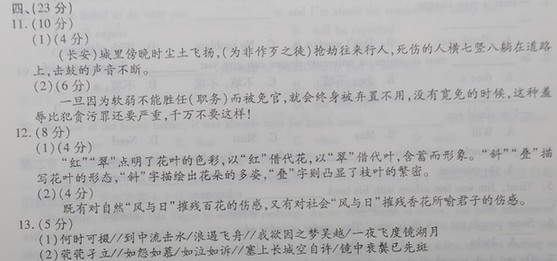 四、(23 分)
11.(10 分)
(1)(4 分)
(长安)城里傍晚时尘土飞扬,(为非作歹之徒)抢劫往来行人,死伤的人横七竖八躺在道路
上,击鼓的声音不断。
(2)(6 分)
一旦因为软弱不能胜任(职务)而被免官,就会终身被弃置不用,没有宽免的时候,这种羞
辱比犯贪污罪还要严重,千万不要这样!
12.(8 分)
(1)(4 分)
“红”“翠”点明了花叶的色彩,以“红”借代花,以“翠”借代叶,含蓄而形象。“斜”“叠”描
写花叶的形态,“斜”字描绘出花朵的多姿,“叠”字则凸显了枝叶的繁密。
(2)(4 分)
既有对自然“风与日”摧残百花的伤感,又有对社会“风与日”摧残香花所喻君子的伤感。
13.(5 分)
(1)何时可掇//到中流击水/浪遏飞舟//我欲因之梦吴越/一夜飞度镜湖月
(2)茕茕孑立//如怨如慕/如泣如诉//塞上长城空自许/镜中衰鬓已先斑